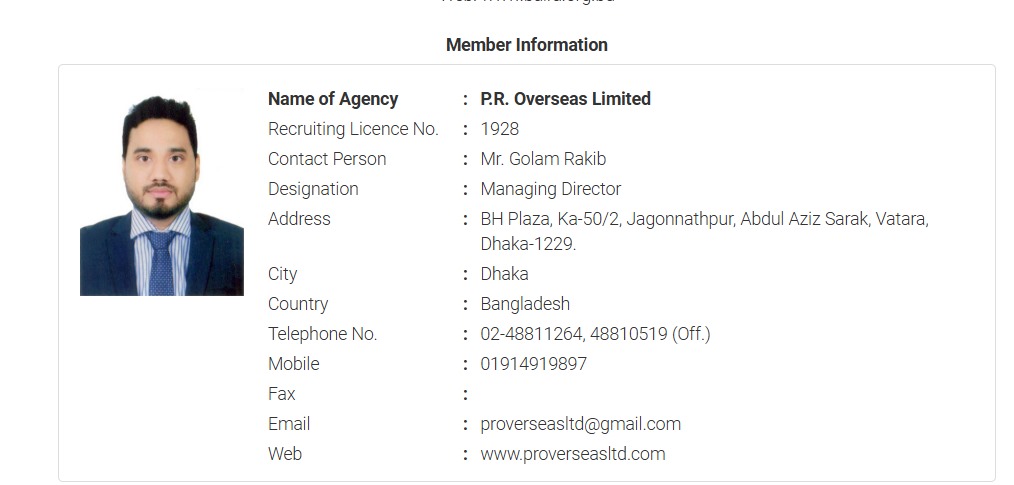 Member Information
Name of Agency : P.R. Overseas Limited
Recruiting Licence No. : 1928
Contact Person : Mr. Golam Rakib
Designation : Managing Director
Address : BH Plaza, Ka-50/2, Jagonnathpur, Abdul Aziz Sarak, Vatara,
Dhaka-1229.
City : Dhaka
Country : Bangladesh
Telephone No. : 02-48811264, 48810519 (Off.)
Mobile : 01914919897
Fax :
Email : proverseasltd@gmail.com
Web : www.proverseasltd.com